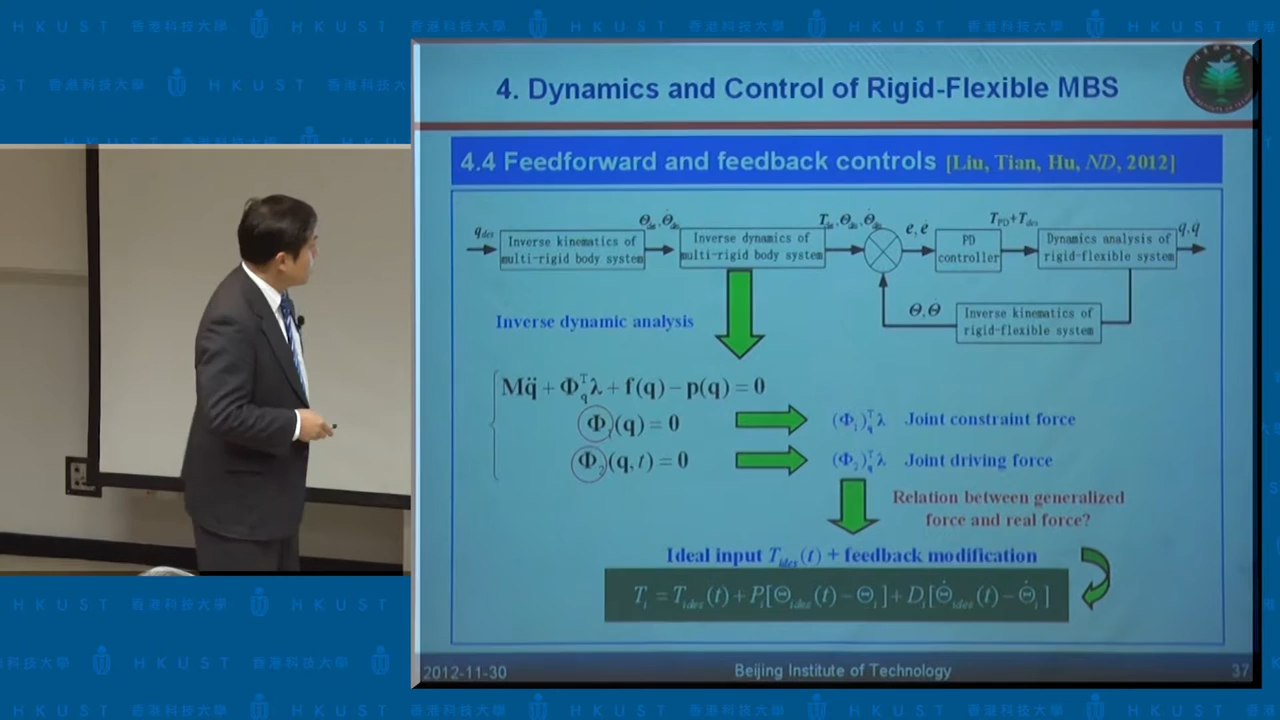 HKUST 香港科技大學
4. Dynamics and Control of Rigid-Flexible MBS
4.4 Feedforward and feedback controls [Liu, Tian, Hu, ND, 2012]
q_des
Inverse kinematics of
multi-rigid body system
Θ_des, Θ̇_des
Inverse dynamics of
multi-rigid body system
T_des, Θ_des, Θ̇_des
e, ė
PD
controller
T_PD+T_des
Dynamics analysis of
rigid-flexible system
q, q̇
Θ, Θ̇
Inverse kinematics of
rigid-flexible system
Inverse dynamic analysis
Mq̈ + Φ_q^T λ + f(q) − p(q) = 0
Φ_1(q) = 0
(Φ_1)_q^T λ Joint constraint force
Φ_2(q, t) = 0
(Φ_2)_q^T λ Joint driving force
Relation between generalized
force and real force?
Ideal input T_ides(t) + feedback modification
T_i = T_ides(t) + P_i[Θ_ides(t) − Θ_i] + D_i[Θ̇_ides(t) − Θ̇_i]
2012-11-30
Beijing Institute of Technology
37